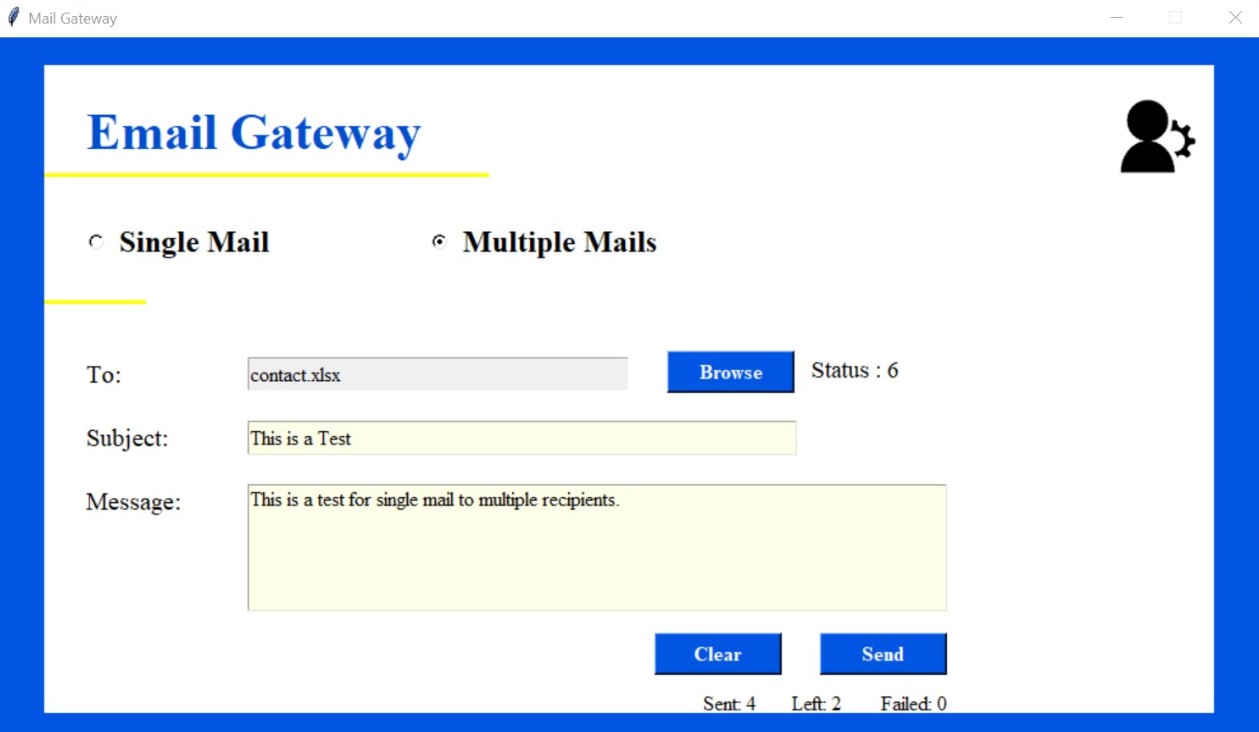 Mail Gateway
Email Gateway
Single Mail Multiple Mails
To: contact.xlsx Browse Status : 6
Subject: This is a Test
Message: This is a test for single mail to multiple recipients.
Clear Send
Sent: 4 Left: 2 Failed: 0